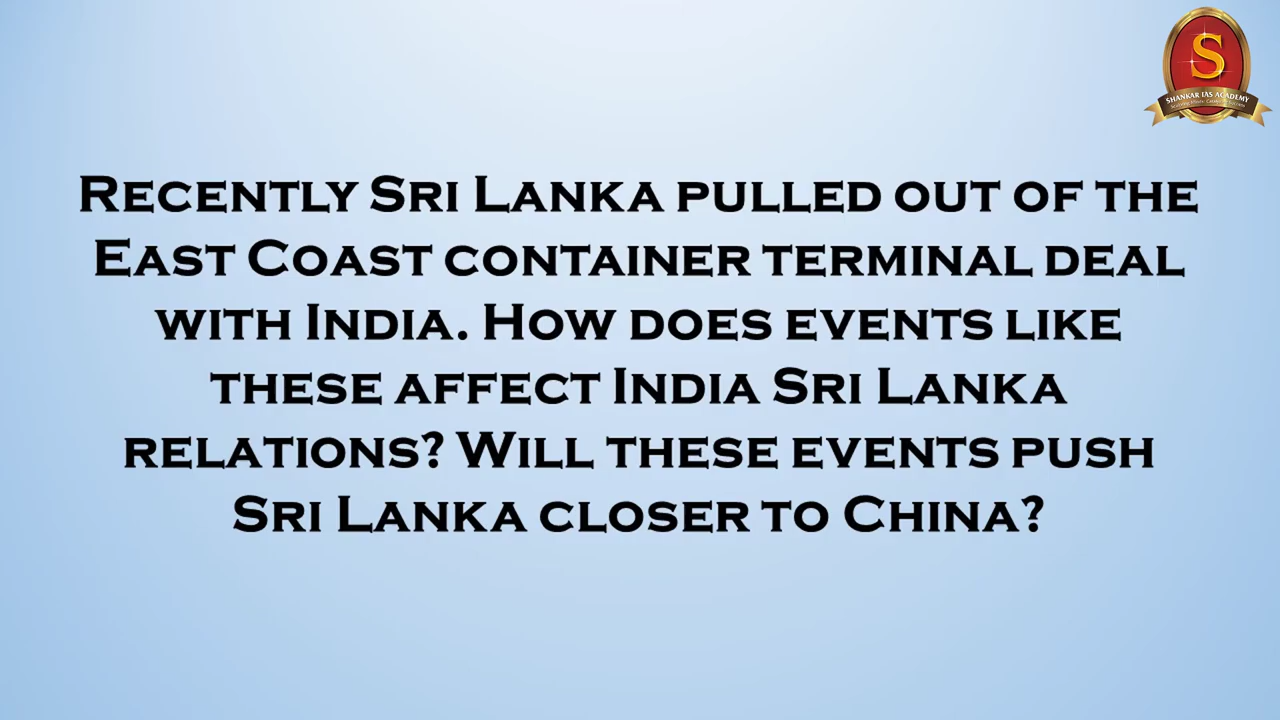 SHANKAR IAS ACADEMY
Recently Sri Lanka pulled out of the
East Coast container terminal deal
with India. How does events like
these affect India Sri Lanka
relations? Will these events push
Sri Lanka closer to China?